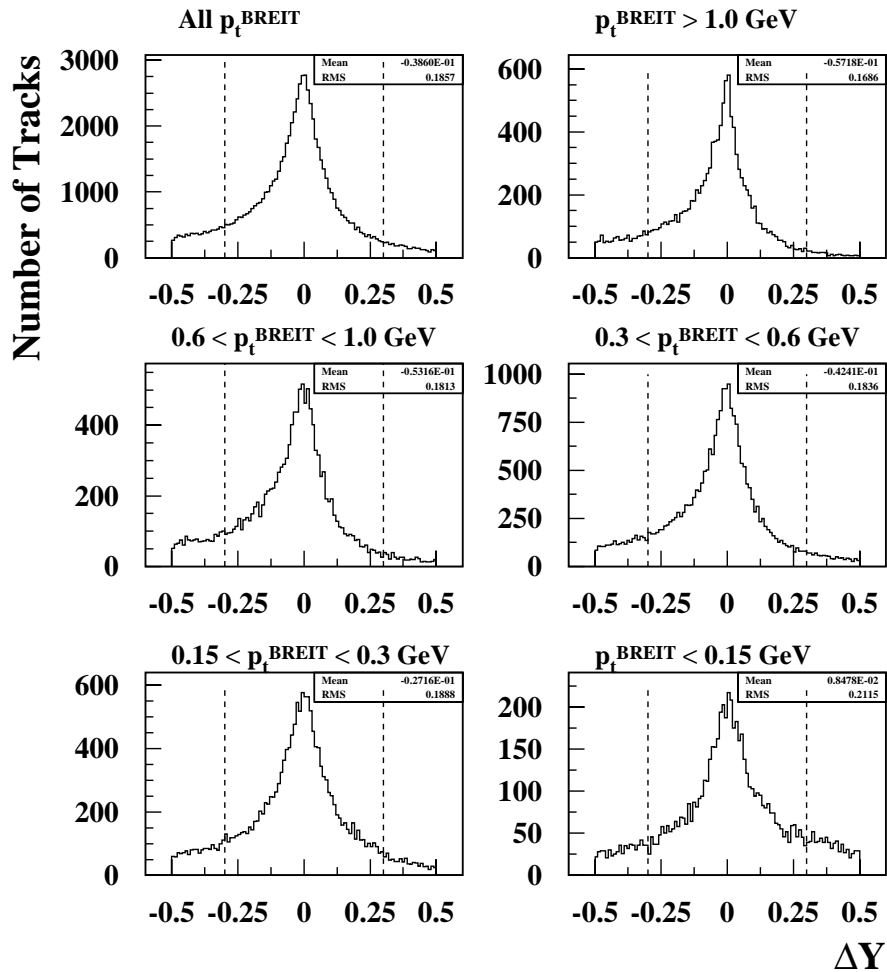 Number of Tracks
All p_t^BREIT
Mean -0.3860E-01
RMS 0.1857
3000
2000
1000
0
-0.5 -0.25 0 0.25 0.5
p_t^BREIT > 1.0 GeV
Mean -0.5718E-01
RMS 0.1686
600
400
200
0
-0.5 -0.25 0 0.25 0.5
0.6 < p_t^BREIT < 1.0 GeV
Mean -0.5316E-01
RMS 0.1813
400
200
0
-0.5 -0.25 0 0.25 0.5
0.3 < p_t^BREIT < 0.6 GeV
Mean -0.4241E-01
RMS 0.1836
1000
750
500
250
0
-0.5 -0.25 0 0.25 0.5
0.15 < p_t^BREIT < 0.3 GeV
Mean -0.2716E-01
RMS 0.1888
600
400
200
0
-0.5 -0.25 0 0.25 0.5
p_t^BREIT < 0.15 GeV
Mean 0.8478E-02
RMS 0.2115
200
150
100
50
0
-0.5 -0.25 0 0.25 0.5
ΔY